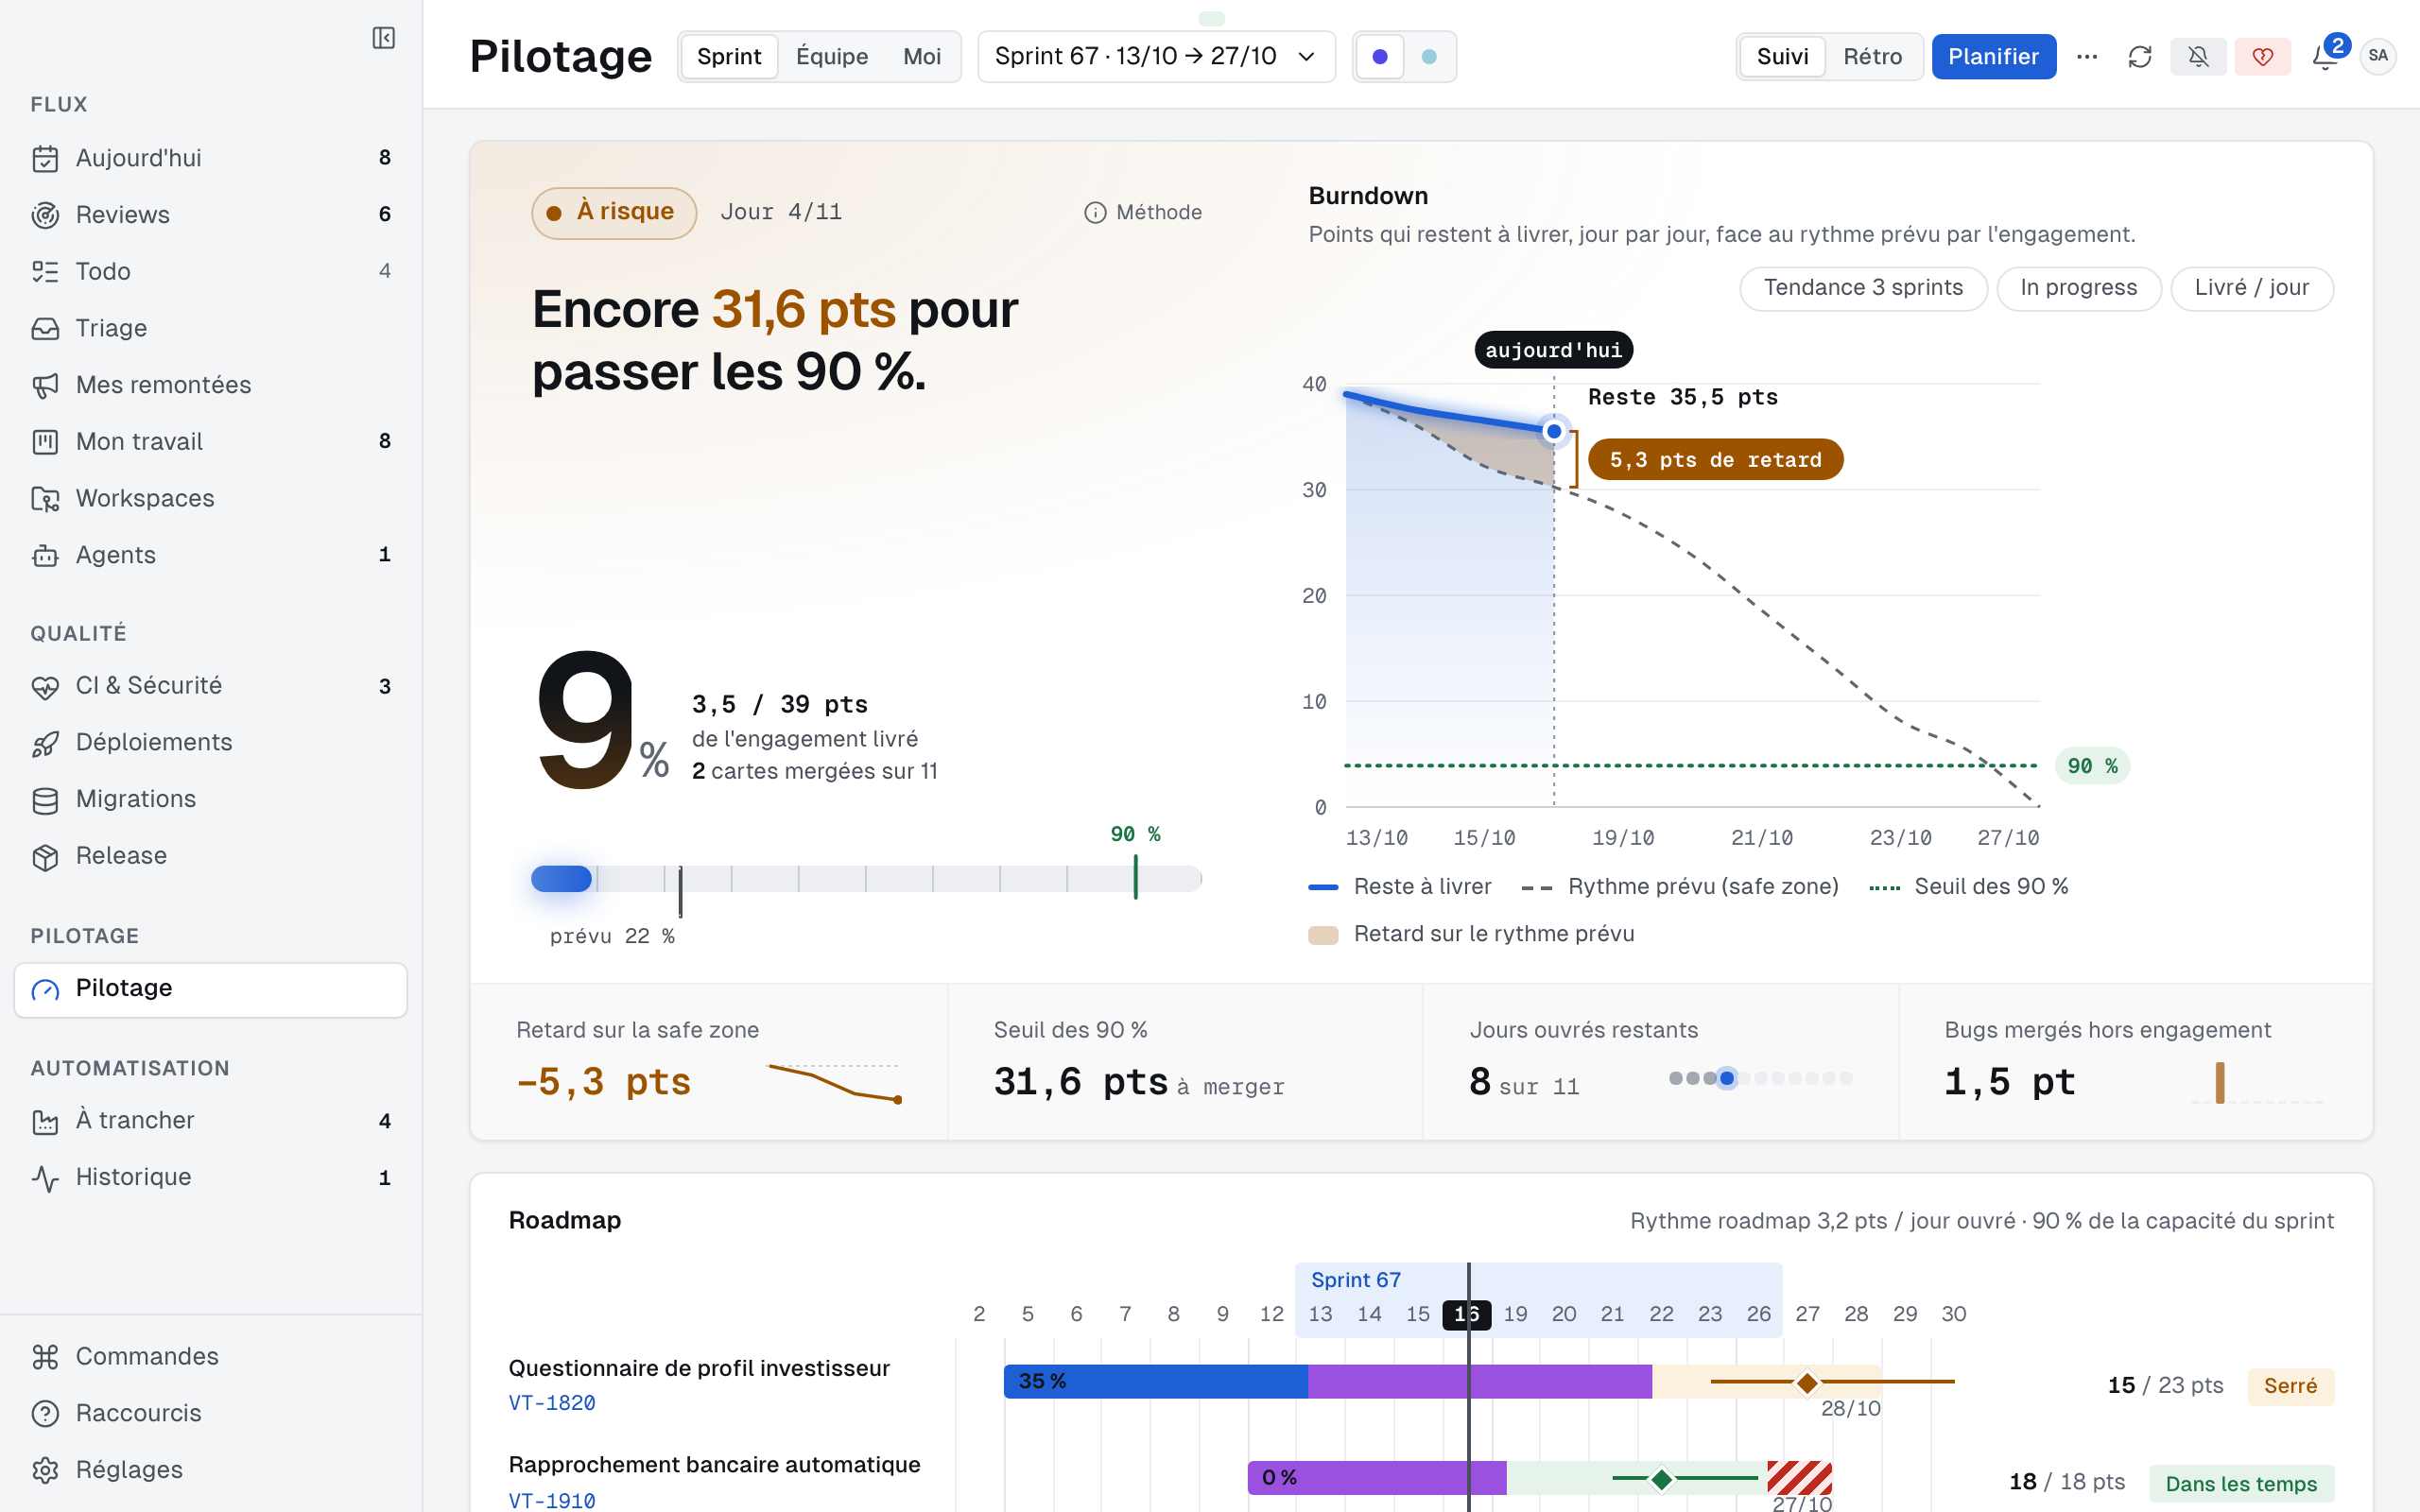 FLUX
Aujourd'hui 8
Reviews 6
Todo 4
Triage
Mes remontées
Mon travail 8
Workspaces
Agents 1
QUALITÉ
CI & Sécurité 3
Déploiements
Migrations
Release
PILOTAGE
Pilotage
AUTOMATISATION
À trancher 4
Historique 1
Commandes
Raccourcis
Réglages
Pilotage
Sprint Équipe Moi
Sprint 67 · 13/10 → 27/10
Suivi Rétro
Planifier
2
SA
À risque
Jour 4/11
Méthode
Encore 31,6 pts pour
passer les 90 %.
9 %
3,5 / 39 pts
de l'engagement livré
2 cartes mergées sur 11
90 %
prévu 22 %
Burndown
Points qui restent à livrer, jour par jour, face au rythme prévu par l'engagement.
Tendance 3 sprints In progress Livré / jour
aujourd'hui
Reste 35,5 pts
5,3 pts de retard
40
30
20
10
0
90 %
13/10 15/10 19/10 21/10 23/10 27/10
Reste à livrer Rythme prévu (safe zone) Seuil des 90 %
Retard sur le rythme prévu
Retard sur la safe zone
−5,3 pts
Seuil des 90 %
31,6 pts à merger
Jours ouvrés restants
8 sur 11
Bugs mergés hors engagement
1,5 pt
Roadmap
Rythme roadmap 3,2 pts / jour ouvré · 90 % de la capacité du sprint
Sprint 67
2 5 6 7 8 9 12 13 14 15 16 19 20 21 22 23 26 27 28 29 30
Questionnaire de profil investisseur
VT-1820
35 %
28/10
15 / 23 pts
Serré
Rapprochement bancaire automatique
VT-1910
0 %
27/10
18 / 18 pts
Dans les temps